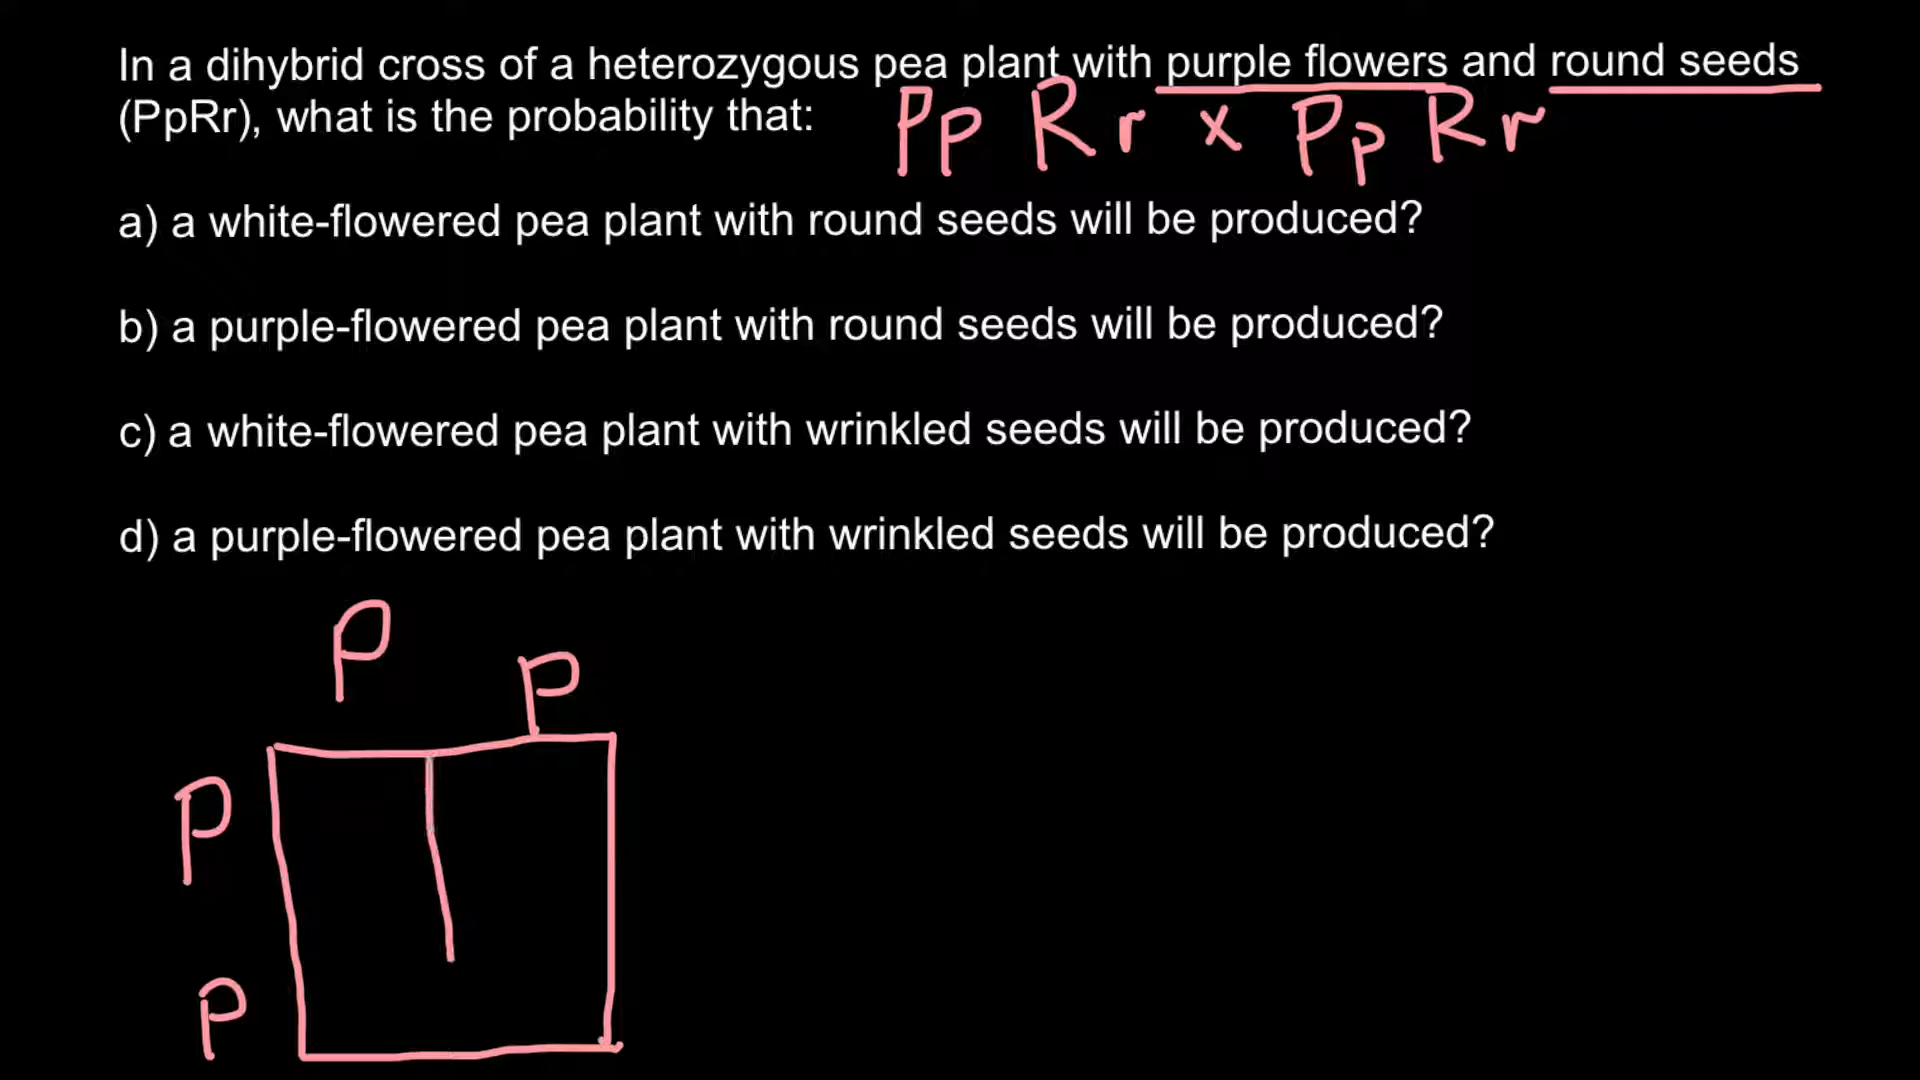 In a dihybrid cross of a heterozygous pea plant with purple flowers and round seeds
(PpRr), what is the probability that:
Pp Rr x Pp Rr
a) a white-flowered pea plant with round seeds will be produced?
b) a purple-flowered pea plant with round seeds will be produced?
c) a white-flowered pea plant with wrinkled seeds will be produced?
d) a purple-flowered pea plant with wrinkled seeds will be produced?
P
p
P
p